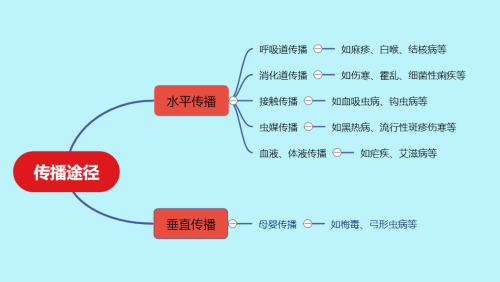 传播途径
水平传播
呼吸道传播
如麻疹、白喉、结核病等
消化道传播
如伤寒、霍乱、细菌性痢疾等
接触传播
如血吸虫病、钩虫病等
虫媒传播
如黑热病、流行性斑疹伤寒等
血液、体液传播
如疟疾、艾滋病等
垂直传播
母婴传播
如梅毒、弓形虫病等